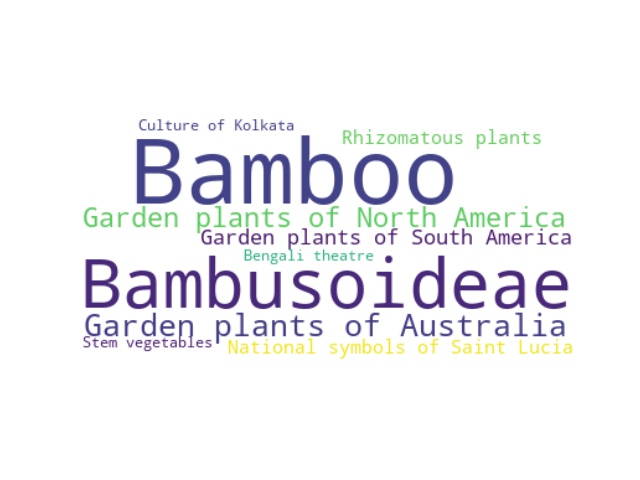 Culture of Kolkata
Rhizomatous plants
Bamboo
Garden plants of North America
Garden plants of South America
Bengali theatre
Bambusoideae
Garden plants of Australia
Stem vegetables
National symbols of Saint Lucia